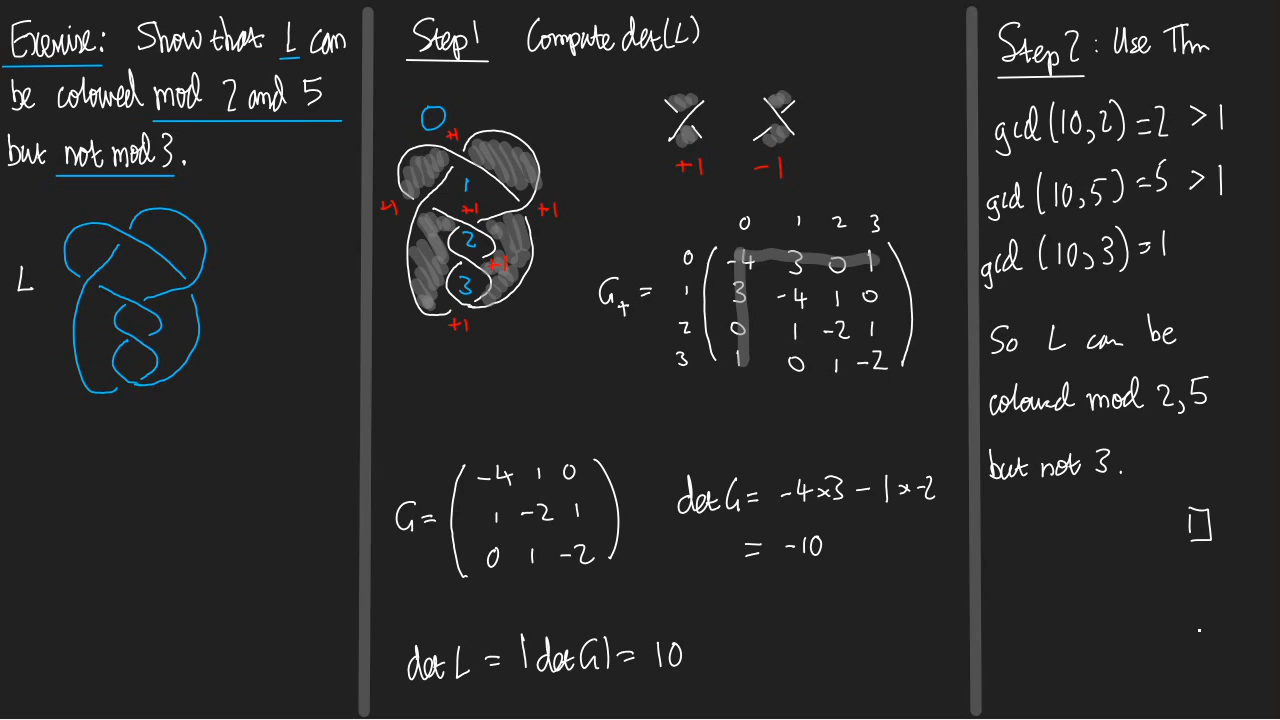 Exercise: Show that L can
be coloured mod 2 and 5
but not mod 3.
L
Step 1 Compute det(L)
0
+1
1
+1 +1 +1
2
+1
3
+1
+1 -1
0 1 2 3
0 -4 3 0 1
G₊ = 1 3 -4 1 0
2 0 1 -2 1
3 1 0 1 -2
-4 1 0
G = 1 -2 1
0 1 -2
det G = -4×3 - 1×-2
= -10
det L = |det G| = 10
Step 2: Use Thm
gcd(10,2)=2 >1
gcd(10,5)=5 >1
gcd(10,3)=1
So L can be
coloured mod 2,5
but not 3.